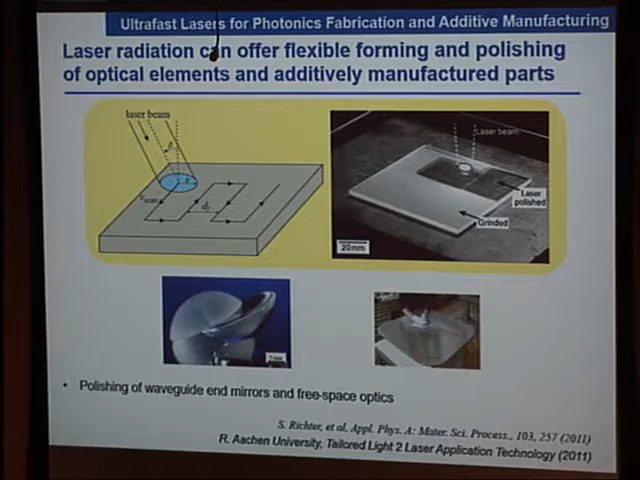 Ultrafast Lasers for Photonics Fabrication and Additive Manufacturing
Laser radiation can offer flexible forming and polishing
of optical elements and additively manufactured parts
laser beam
Laser beam
Laser
polished
Grinded
20mm
• Polishing of waveguide end mirrors and free-space optics
S. Richter, et al, Appl. Phys. A: Mater. Sci. Process., 103, 257 (2011)
R. Aachen University, Tailored Light 2 Laser Application Technology (2011)